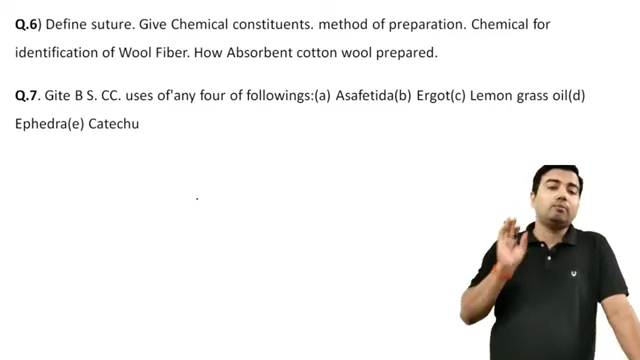 Q.6) Define suture. Give Chemical constituents. method of preparation. Chemical for
identification of Wool Fiber. How Absorbent cotton wool prepared.
Q.7. Gite B S. CC. uses of'any four of followings:(a) Asafetida(b) Ergot(c) Lemon grass oil(d)
Ephedra(e) Catechu